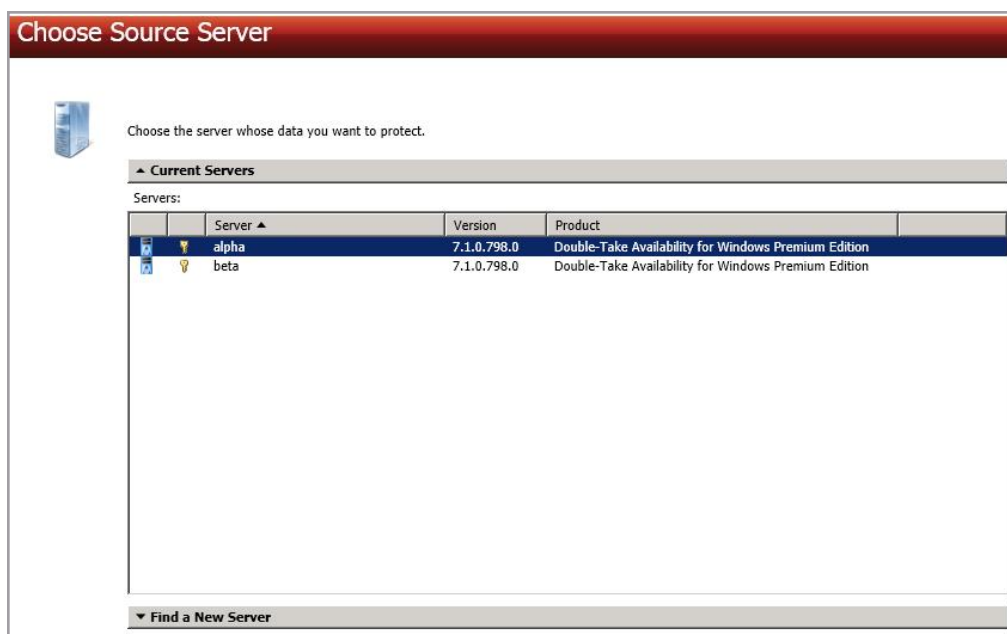 Choose Source Server
Choose the server whose data you want to protect.
Current Servers
Servers:
Server Version Product
alpha 7.1.0.798.0 Double-Take Availability for Windows Premium Edition
beta 7.1.0.798.0 Double-Take Availability for Windows Premium Edition
Find a New Server